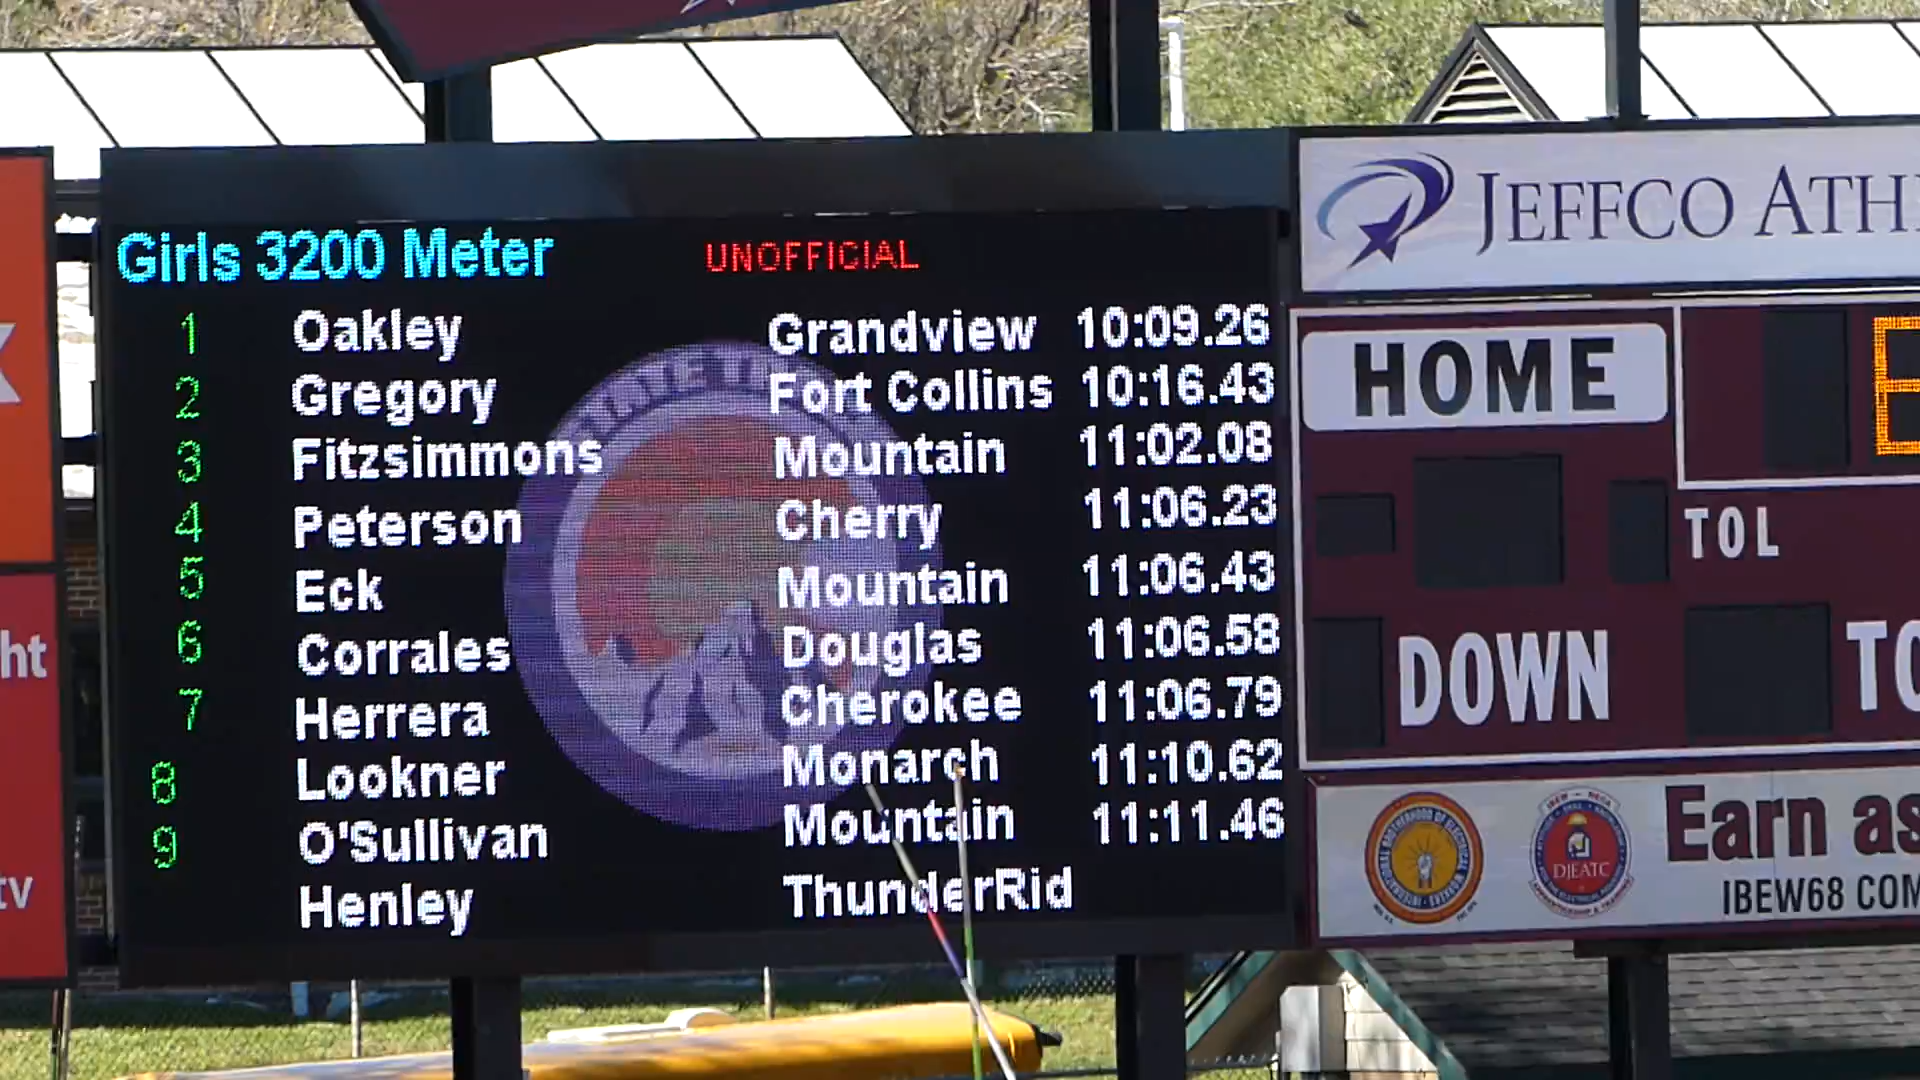 Girls 3200 Meter UNOFFICIAL
1 Oakley Grandview 10:09.26
2 Gregory Fort Collins 10:16.43
3 Fitzsimmons Mountain 11:02.08
4 Peterson Cherry 11:06.23
5 Eck Mountain 11:06.43
6 Corrales Douglas 11:06.58
7 Herrera Cherokee 11:06.79
8 Lookner Monarch 11:10.62
9 O'Sullivan Mountain 11:11.46
Henley ThunderRid
JEFFCO ATH
HOME
TOL
DOWN TO
DJEATC
Earn as
IBEW68 COM
ht
tv